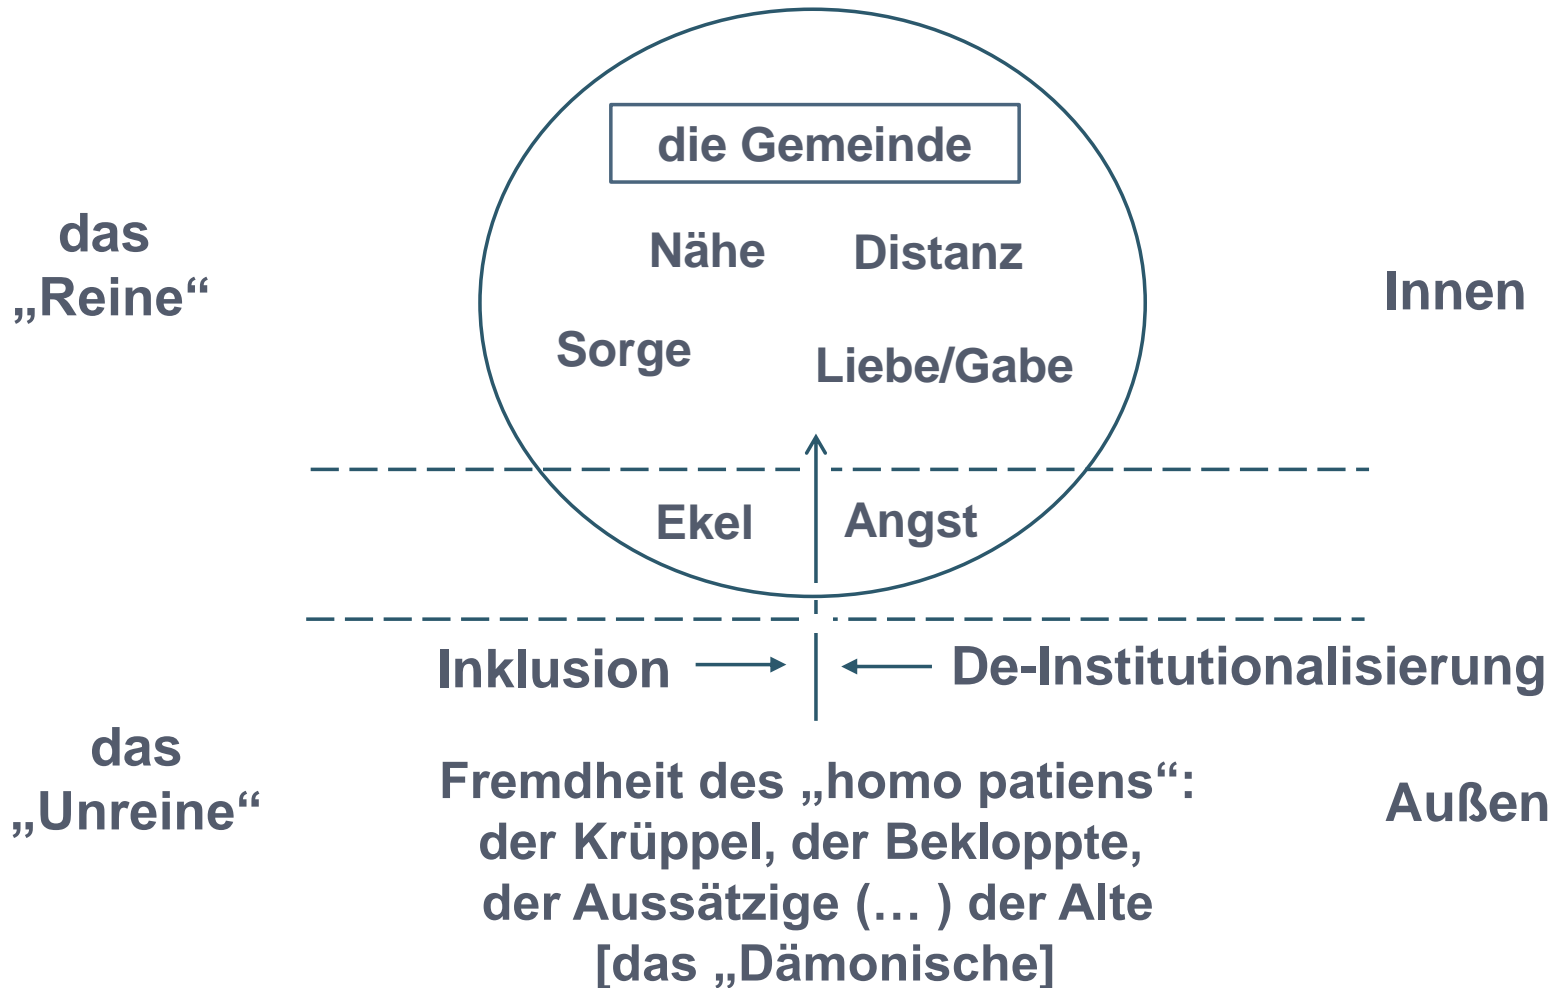 die Gemeinde
das
„Reine“
Nähe
Distanz
Innen
Sorge
Liebe/Gabe
Ekel
Angst
Inklusion
De-Institutionalisierung
das
„Unreine“
Fremdheit des „homo patiens“:
der Krüppel, der Bekloppte,
der Aussätzige (... ) der Alte
[das „Dämonische]
Außen